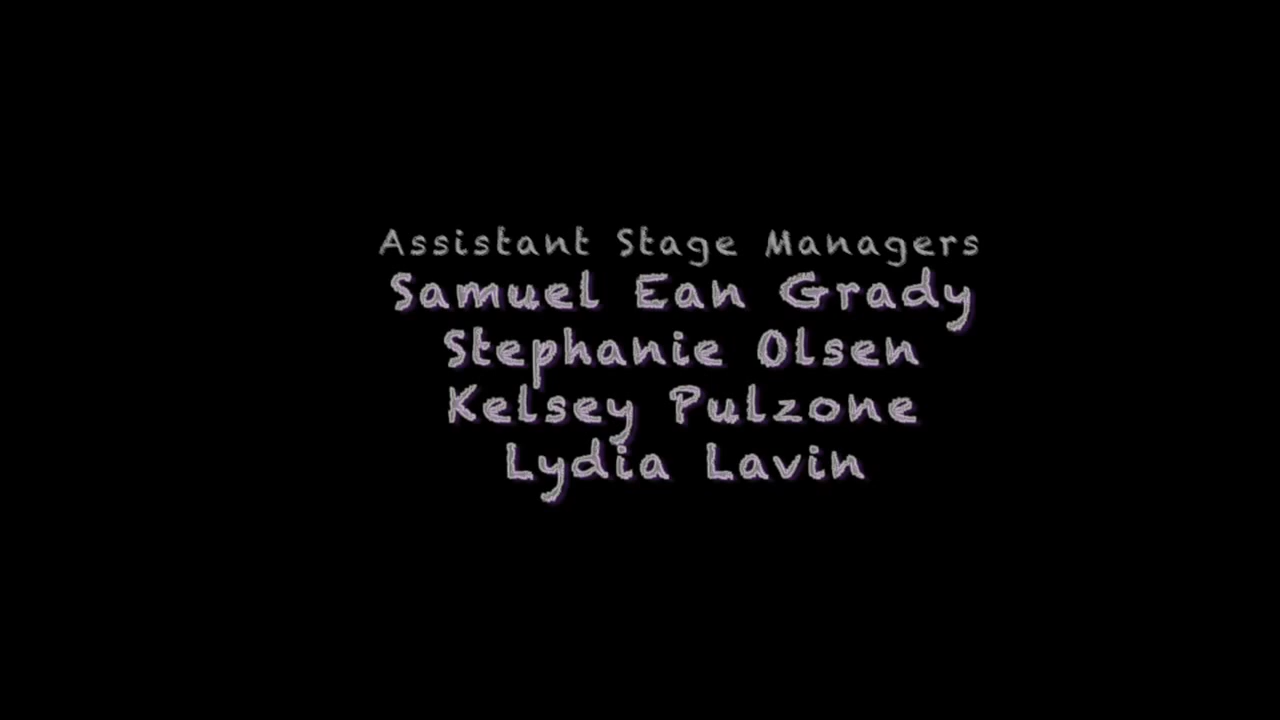 Assistant Stage Managers
Samuel Ean Grady
Stephanie Olsen
Kelsey Pulzone
Lydia Lavin